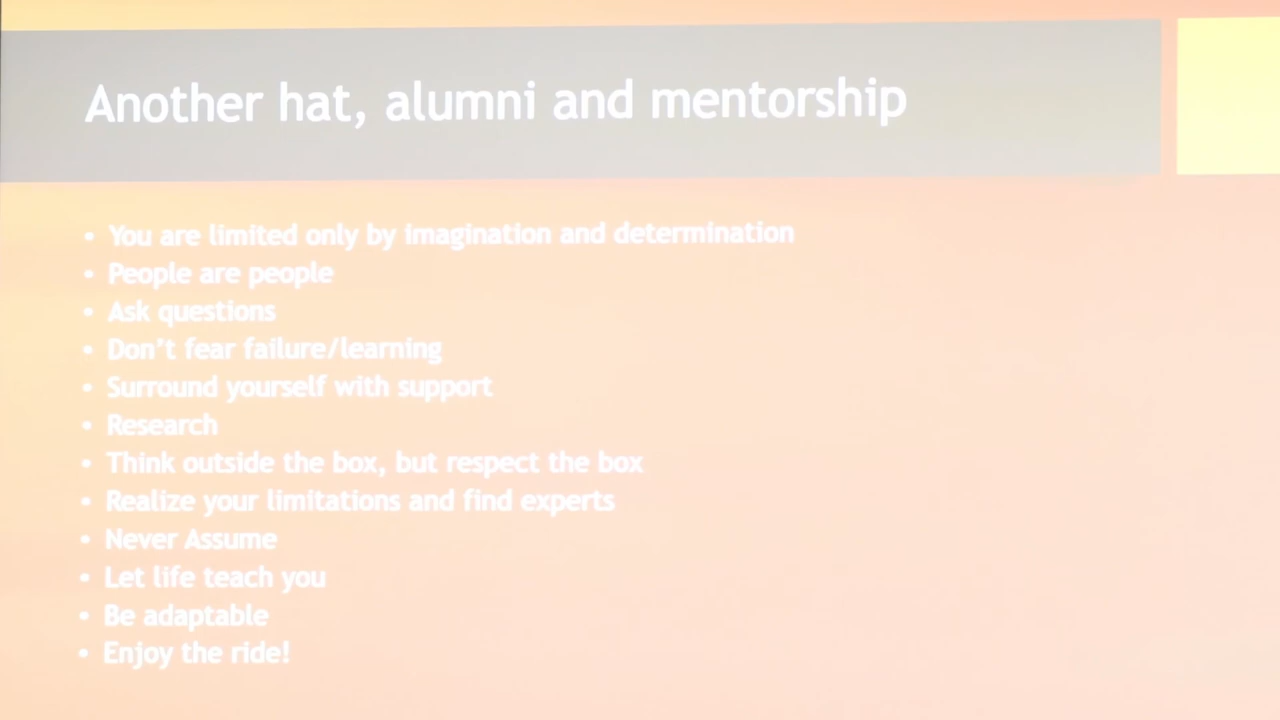 Another hat, alumni and mentorship
• You are limited only by imagination and determination
• People are people
• Ask questions
• Don't fear failure/learning
• Surround yourself with support
• Research
• Think outside the box, but respect the box
• Realize your limitations and find experts
• Never Assume
• Let life teach you
• Be adaptable
• Enjoy the ride!